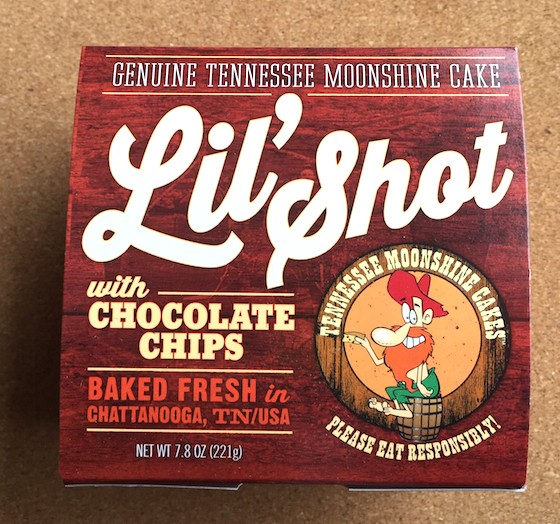 GENUINE TENNESSEE MOONSHINE CAKE
Lil' Shot
with
CHOCOLATE
CHIPS
BAKED FRESH in
CHATTANOOGA, TN/USA
NET WT 7.8 OZ (221g)
TENNESSEE MOONSHINE CAKES
PLEASE EAT RESPONSIBLY!